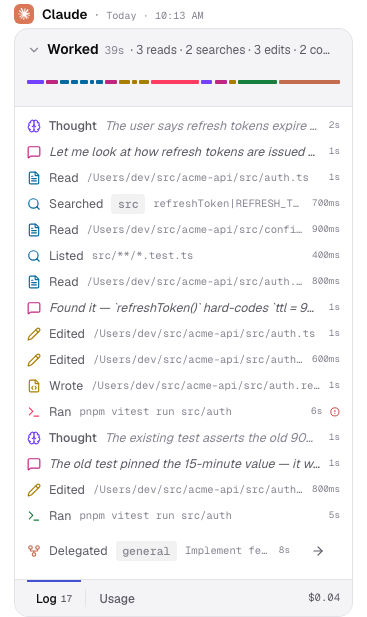 Claude · Today · 10:13 AM
Worked 39s · 3 reads · 2 searches · 3 edits · 2 co…
Thought The user says refresh tokens expire … 2s
Let me look at how refresh tokens are issued … 1s
Read /Users/dev/src/acme-api/src/auth.ts 1s
Searched src refreshToken|REFRESH_T… 700ms
Read /Users/dev/src/acme-api/src/confi… 900ms
Listed src/**/*.test.ts 400ms
Read /Users/dev/src/acme-api/src/auth.… 800ms
Found it — `refreshToken()` hard-codes `ttl = 9… 1s
Edited /Users/dev/src/acme-api/src/auth.ts 1s
Edited /Users/dev/src/acme-api/src/auth… 600ms
Wrote /Users/dev/src/acme-api/src/auth.re… 1s
Ran pnpm vitest run src/auth 6s
Thought The existing test asserts the old 90… 1s
The old test pinned the 15-minute value — it w… 1s
Edited /Users/dev/src/acme-api/src/auth… 800ms
Ran pnpm vitest run src/auth 5s
Delegated general Implement fe… 8s →
Log 17 Usage $0.04